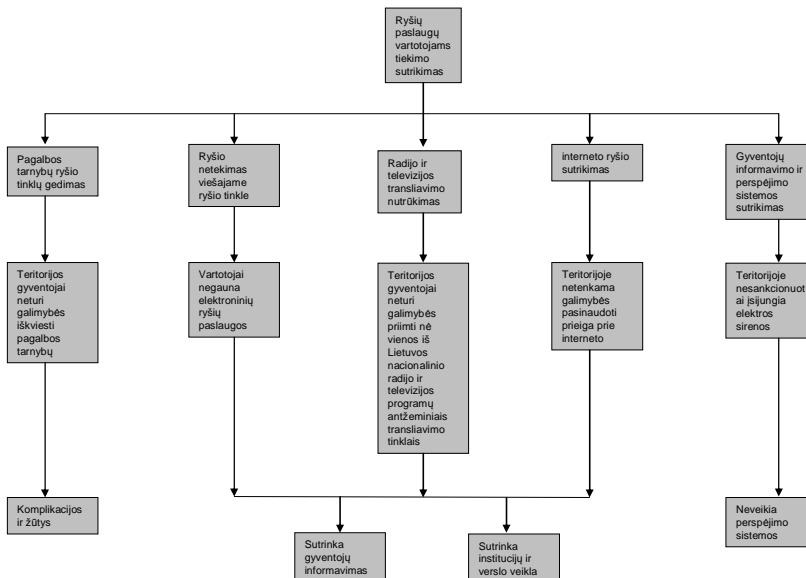 Ryšių
paslaugų
vartotojams
tiekimo
sutrikimas
Pagalbos
tarnybų ryšio
tinklų gedimas
Ryšio
netekimas
viešajame
ryšio tinkle
Radijo ir
televizijos
transliavimo
nutrūkimas
interneto ryšio
sutrikimas
Gyventojų
informavimo ir
perspėjimo
sistemos
sutrikimas
Teritorijos
gyventojai
neturi
galimybės
iškviesti
pagalbos
tarnybų
Vartotojai
negauna
elektroninių
ryšių
paslaugos
Teritorijos
gyventojai
neturi
galimybės
priimti nė
vienos iš
Lietuvos
nacionalinio
radijo ir
televizijos
programų
antžeminiais
transliavimo
tinklais
Teritorijoje
netenkama
galimybės
pasinaudoti
prieiga prie
interneto
Teritorijoje
nesankcionuot
ai įsijungia
elektros
sirenos
Komplikacijos
ir žūtys
Sutrinka
gyventojų
informavimas
Sutrinka
institucijų ir
verslo veikla
Neveikia
perspėjimo
sistemos